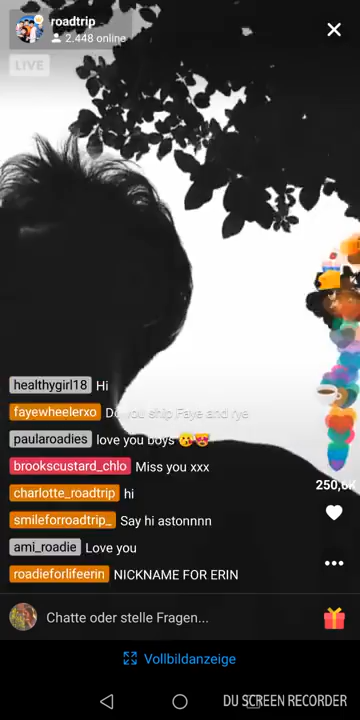 roadtrip
2.448 online
LIVE
healthygirl18 Hi
fayewheelerxo Do you ship Faye and rye
paularoadies love you boys 😘😍
brookscustard_chlo Miss you xxx
charlotte_roadtrip hi
smileforroadtrip_ Say hi astonnnn
250,6K
ami_roadie Love you
roadieforlifeerin NICKNAME FOR ERIN
Chatte oder stelle Fragen...
Vollbildanzeige
DU SCREEN RECORDER